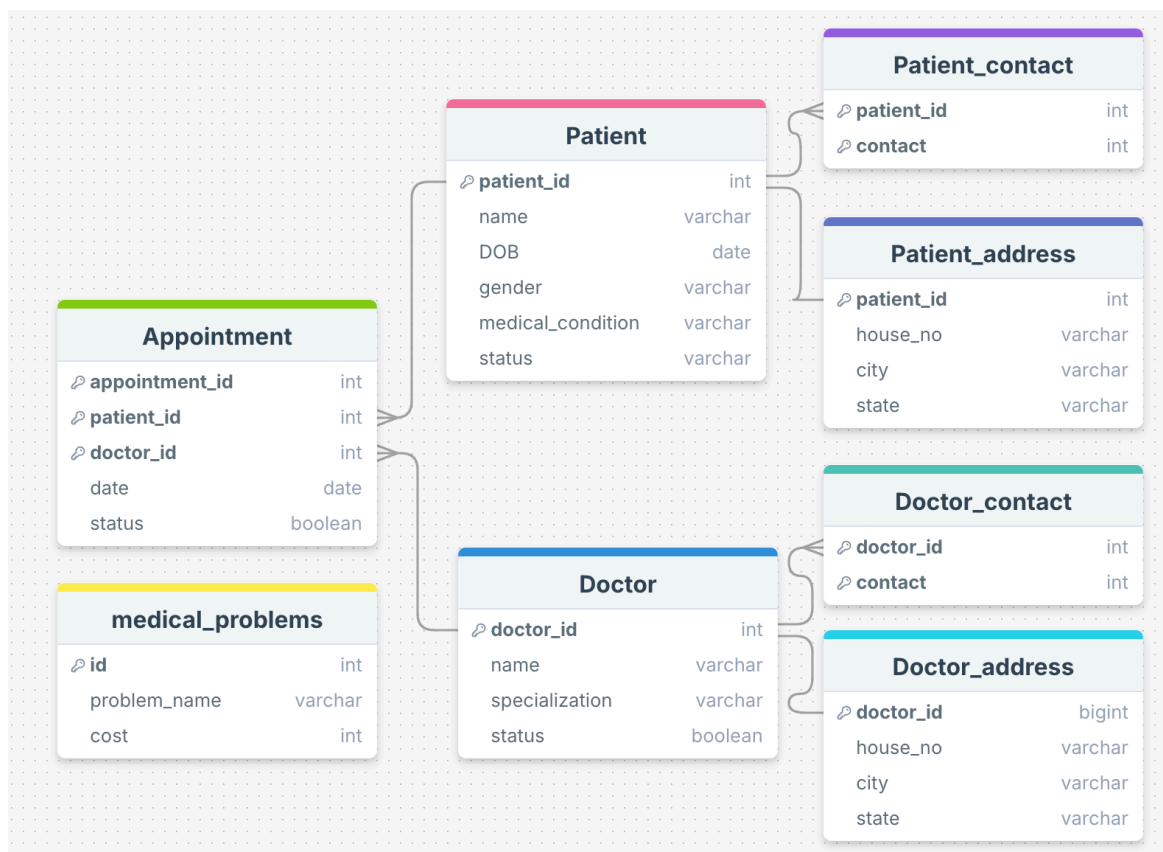 Patient_contact
patient_id int
contact int
Patient
patient_id int
name varchar
DOB date
gender varchar
medical_condition varchar
status varchar
Patient_address
patient_id int
house_no varchar
city varchar
state varchar
Appointment
appointment_id int
patient_id int
doctor_id int
date date
status boolean
Doctor_contact
doctor_id int
contact int
Doctor
doctor_id int
name varchar
specialization varchar
status boolean
medical_problems
id int
problem_name varchar
cost int
Doctor_address
doctor_id bigint
house_no varchar
city varchar
state varchar